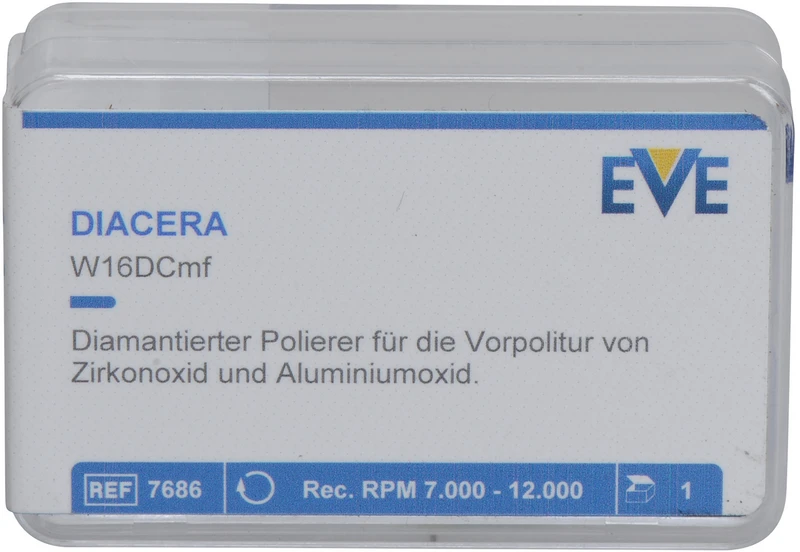 EVE
DIACERA
W16DCmf
Diamantierter Polierer für die Vorpolitur von
Zirkonoxid und Aluminiumoxid.
REF 7686 Rec. RPM 7.000 - 12.000 1